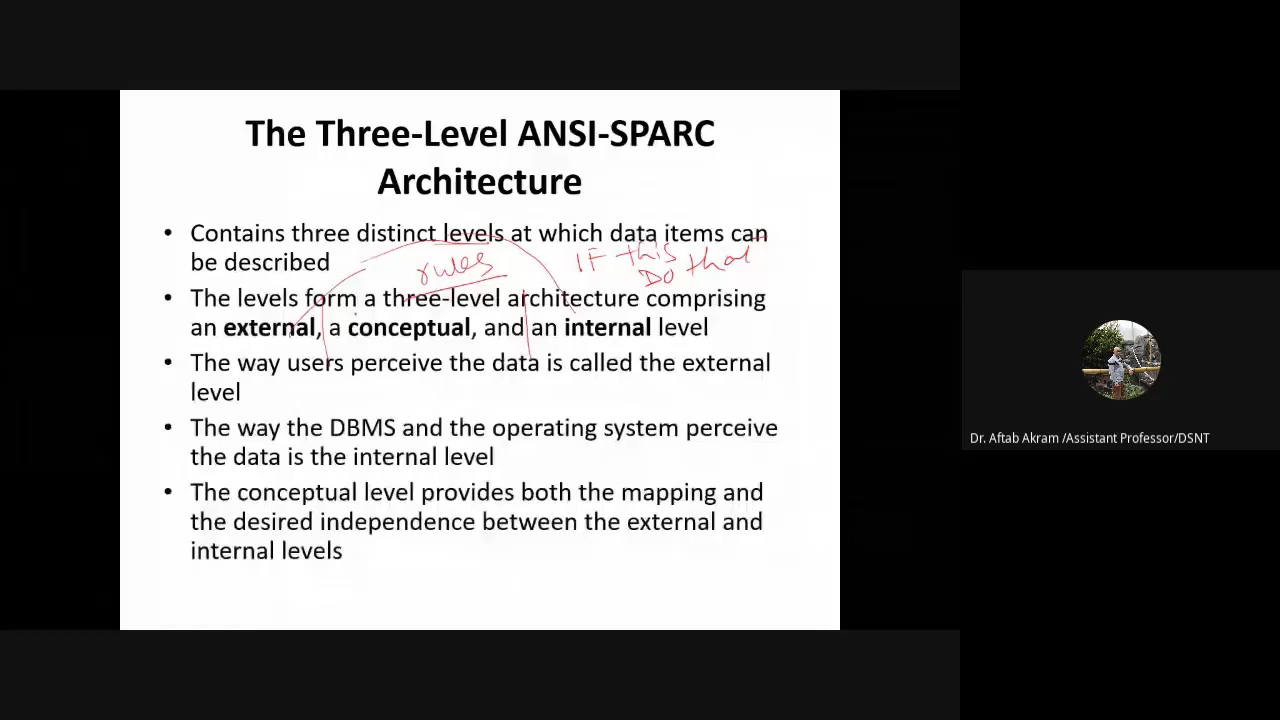 The Three-Level ANSI-SPARC
Architecture
• Contains three distinct levels at which data items can
be described
rules
IF this
DO that
• The levels form a three-level architecture comprising
an external, a conceptual, and an internal level
• The way users perceive the data is called the external
level
• The way the DBMS and the operating system perceive
the data is the internal level
• The conceptual level provides both the mapping and
the desired independence between the external and
internal levels
Dr. Aftab Akram /Assistant Professor/DSNT